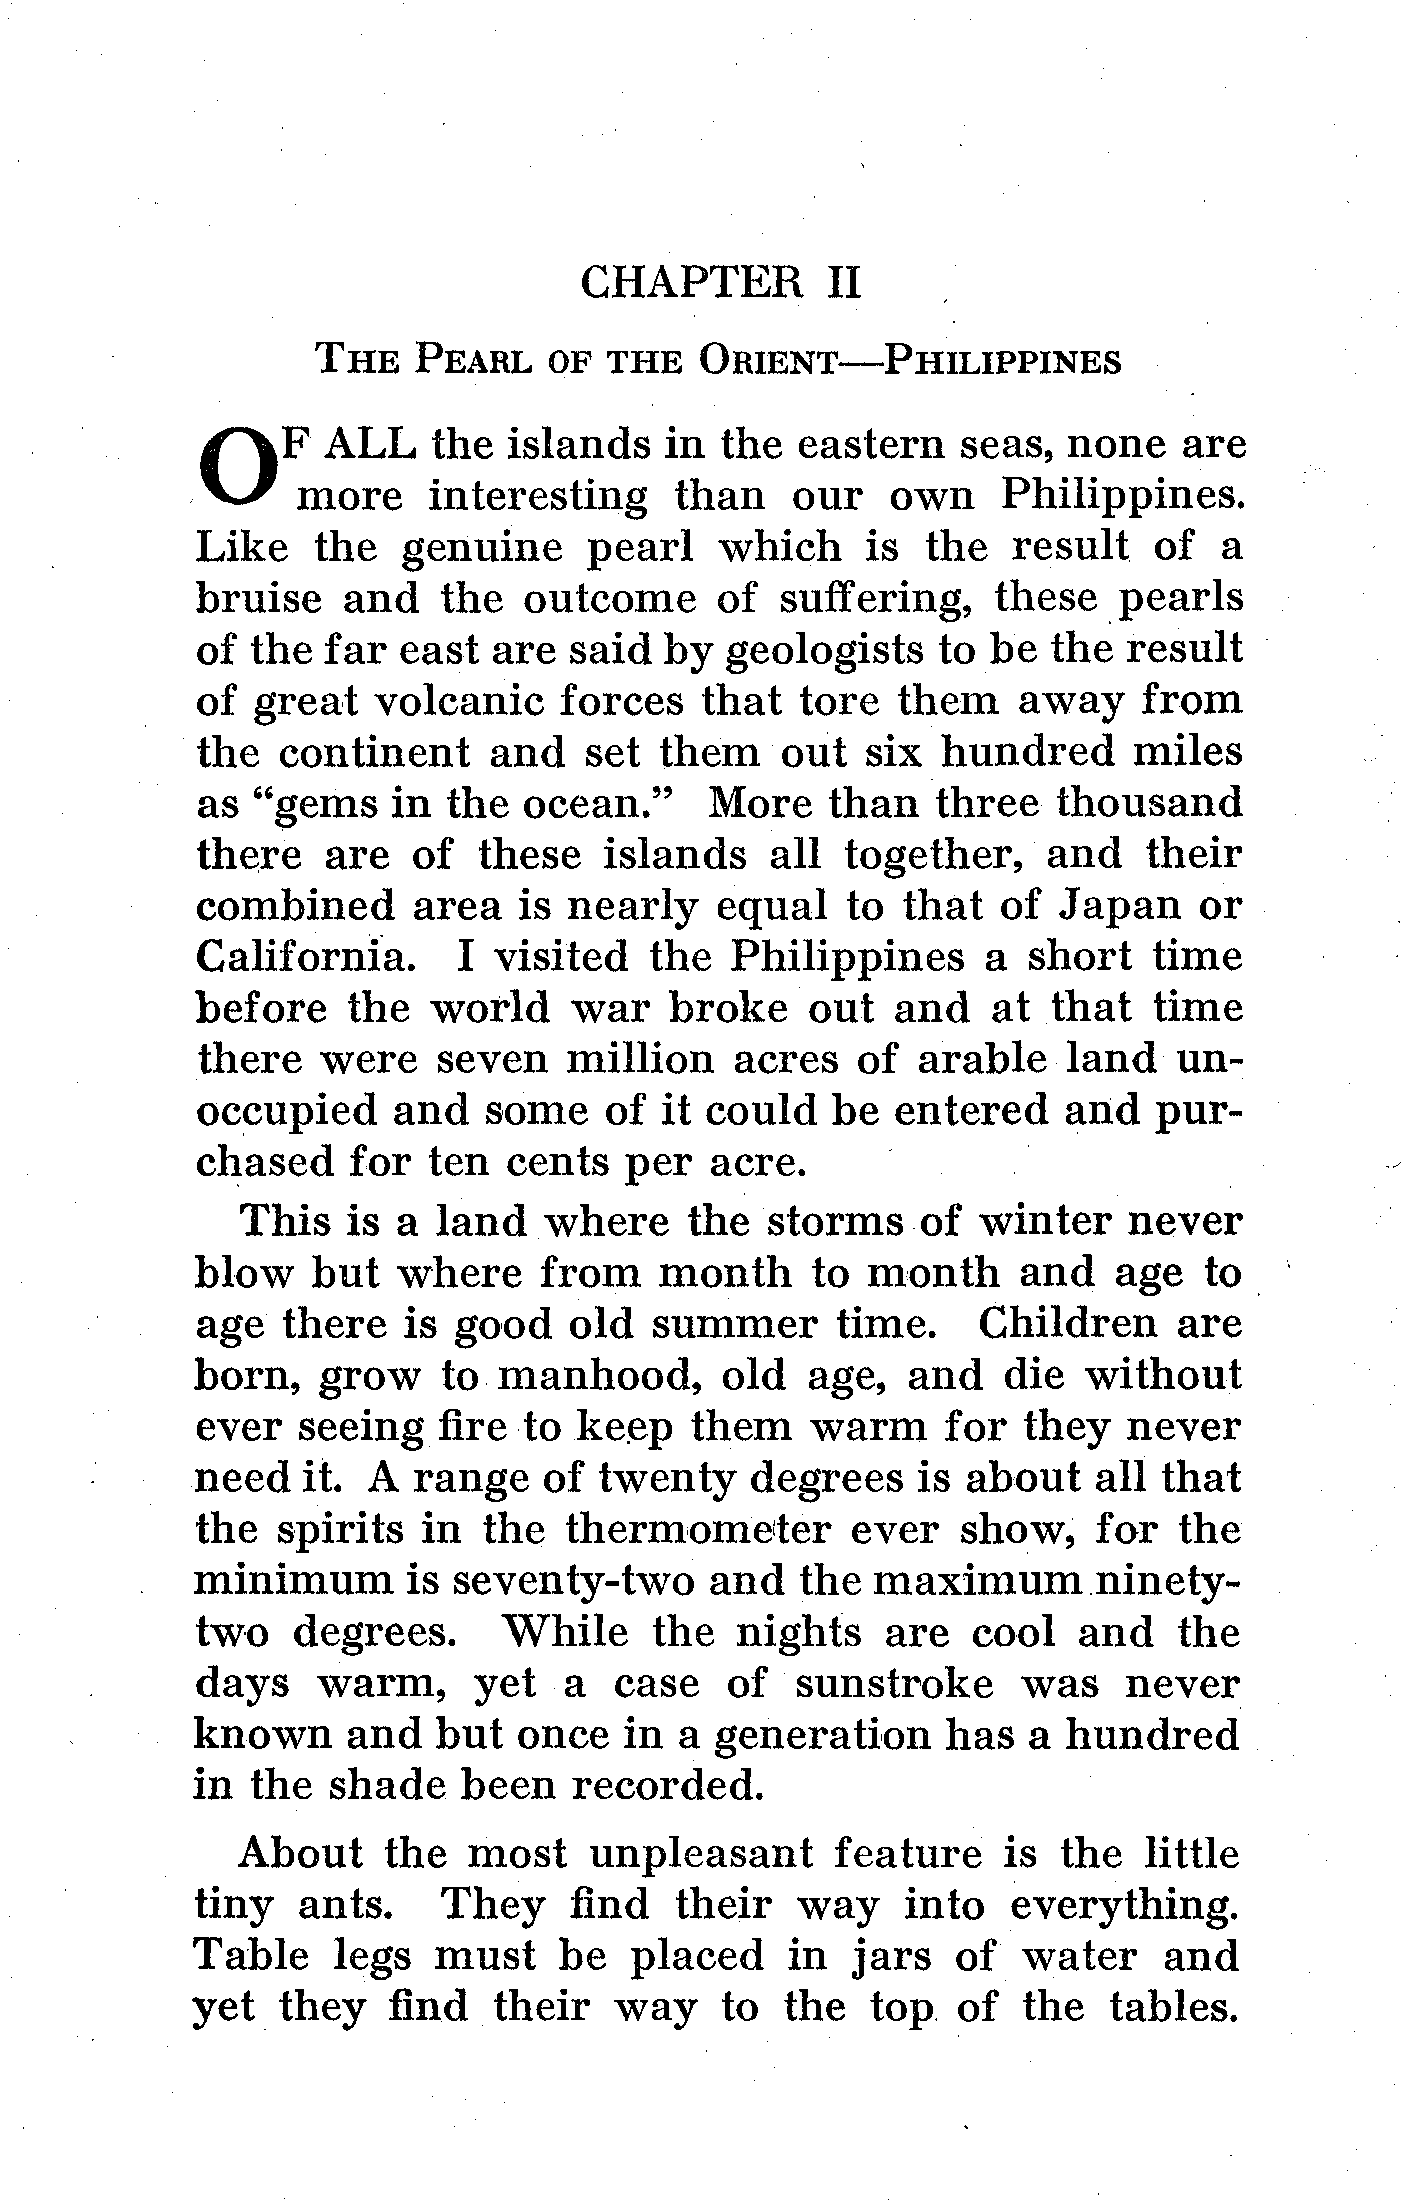 CHAPTER II
THE PEARL OF THE ORIENT—PHILIPPINES
OF ALL the islands in the eastern seas, none are
more interesting than our own Philippines.
Like the genuine pearl which is the result of a
bruise and the outcome of suffering, these pearls
of the far east are said by geologists to be the result
of great volcanic forces that tore them away from
the continent and set them out six hundred miles
as “gems in the ocean.” More than three thousand
there are of these islands all together, and their
combined area is nearly equal to that of Japan or
California. I visited the Philippines a short time
before the world war broke out and at that time
there were seven million acres of arable land un-
occupied and some of it could be entered and pur-
chased for ten cents per acre.
This is a land where the storms of winter never
blow but where from month to month and age to
age there is good old summer time. Children are
born, grow to manhood, old age, and die without
ever seeing fire to keep them warm for they never
need it. A range of twenty degrees is about all that
the spirits in the thermometer ever show, for the
minimum is seventy-two and the maximum ninety-
two degrees. While the nights are cool and the
days warm, yet a case of sunstroke was never
known and but once in a generation has a hundred
in the shade been recorded.
About the most unpleasant feature is the little
tiny ants. They find their way into everything.
Table legs must be placed in jars of water and
yet they find their way to the top of the tables.